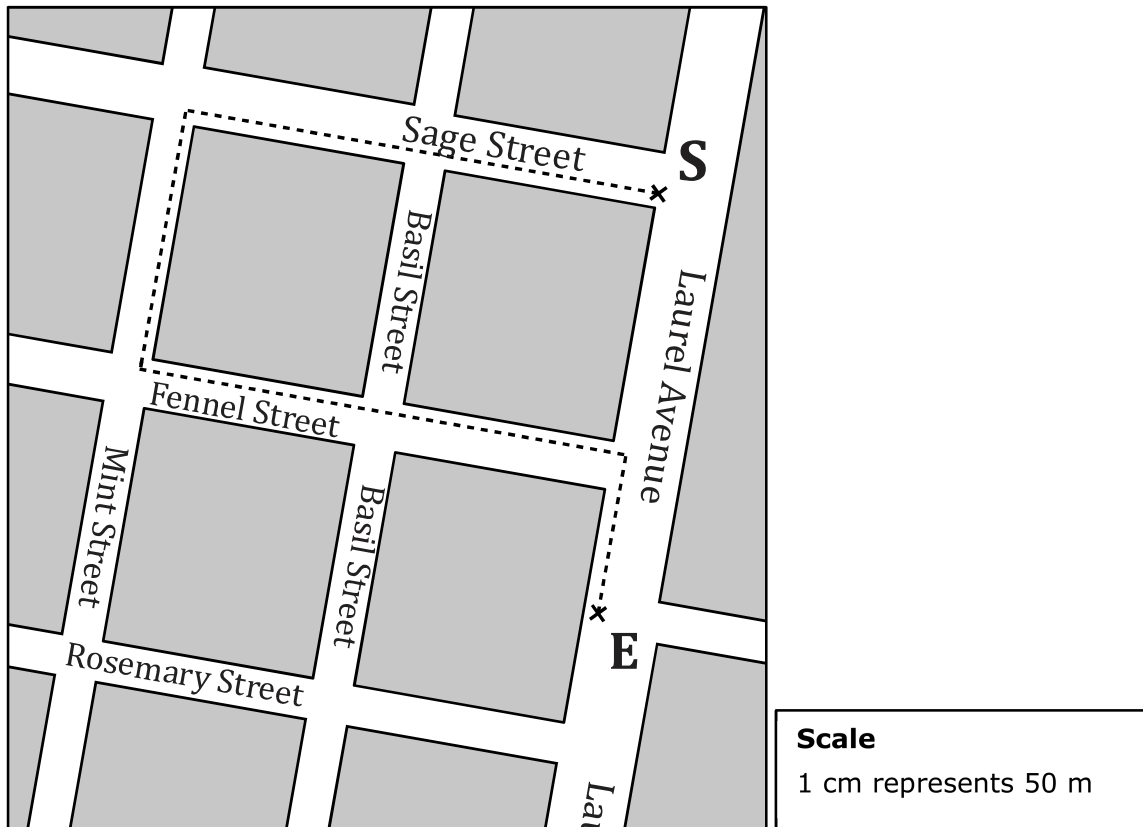 Sage Street
S
Basil Street
Laurel Avenue
Fennel Street
Mint Street
Basil Street
E
Rosemary Street
Scale
1 cm represents 50 m
Lau